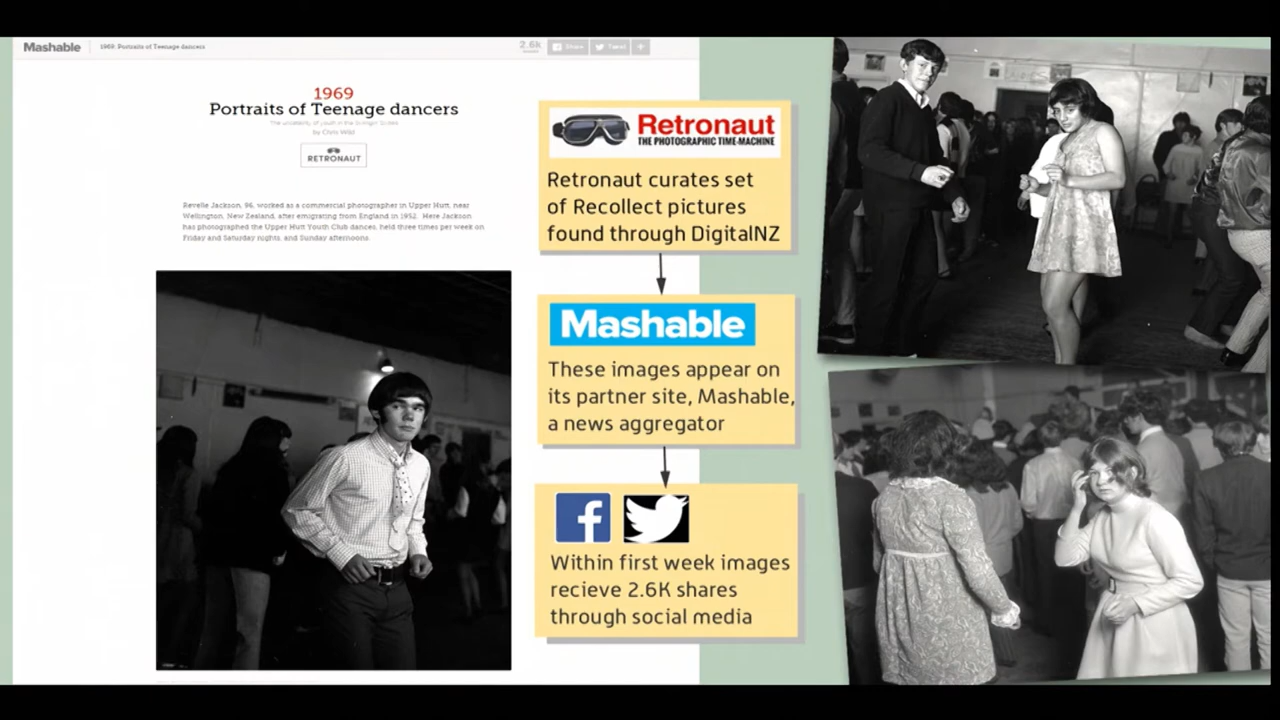 Mashable
1969: Portraits of Teenage dancers
2.6k
Share
Tweet
+
1969
Portraits of Teenage dancers
by Chris Wild
RETRONAUT
Revelle Jackson, 96, worked as a commercial photographer in Upper Hutt, near
Wellington, New Zealand, after emigrating from England in 1952. Here Jackson
has photographed the Upper Hutt Youth Club dances, held three times per week on
Friday and Saturday nights, and Sunday afternoons.
Retronaut
THE PHOTOGRAPHIC TIME-MACHINE
Retronaut curates set
of Recollect pictures
found through DigitalNZ
Mashable
These images appear on
its partner site, Mashable,
a news aggregator
f
Within first week images
recieve 2.6K shares
through social media